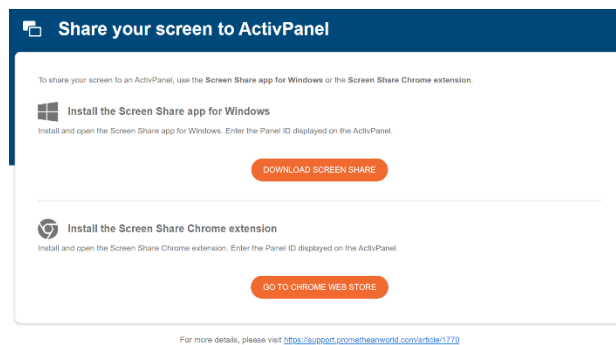 Share your screen to ActivPanel
To share your screen to an ActivPanel, use the Screen Share app for Windows or the Screen Share Chrome extension.
Install the Screen Share app for Windows
Install and open the Screen Share app for Windows. Enter the Panel ID displayed on the ActivPanel.
DOWNLOAD SCREEN SHARE
Install the Screen Share Chrome extension
Install and open the Screen Share Chrome extension. Enter the Panel ID displayed on the ActivPanel.
GO TO CHROME WEB STORE
For more details, please visit https://support.prometheanworld.com/article/1770